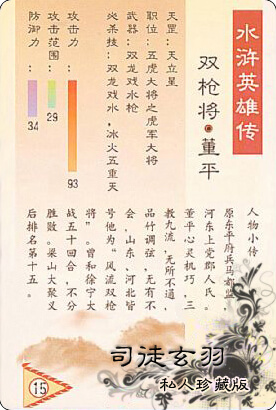 水浒英雄传
双枪将·董平
天罡：天立星
职位：五虎大将之虎军大将
武器：双龙戏水枪
必杀技：双龙戏水，冰火五重天
攻击力：
93
攻击范围：
29
防御力：
34
人物小传
原东平府兵马都监。
河东上党郡人氏。
董平心灵机巧，三
教九流，无所不通，
品竹调弦，无有不
会，山东、河北皆
号他为“风流双枪
将”。曾和徐宁大
战五十回合，不分
胜败。梁山大聚义
后排名第十五。
司徒玄羽
私人珍藏版
15